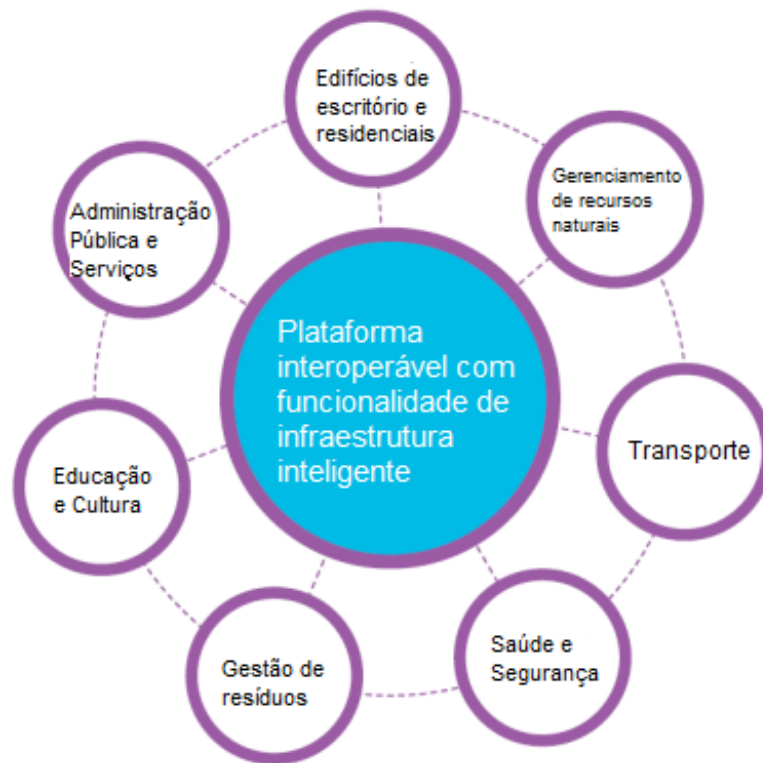 Edifícios de
escritório e
residenciais
Gerenciamento
de recursos
naturais
Administração
Pública e
Serviços
Plataforma
interoperável com
funcionalidade de
infraestrutura
inteligente
Transporte
Educação
e Cultura
Saúde e
Segurança
Gestão de
resíduos